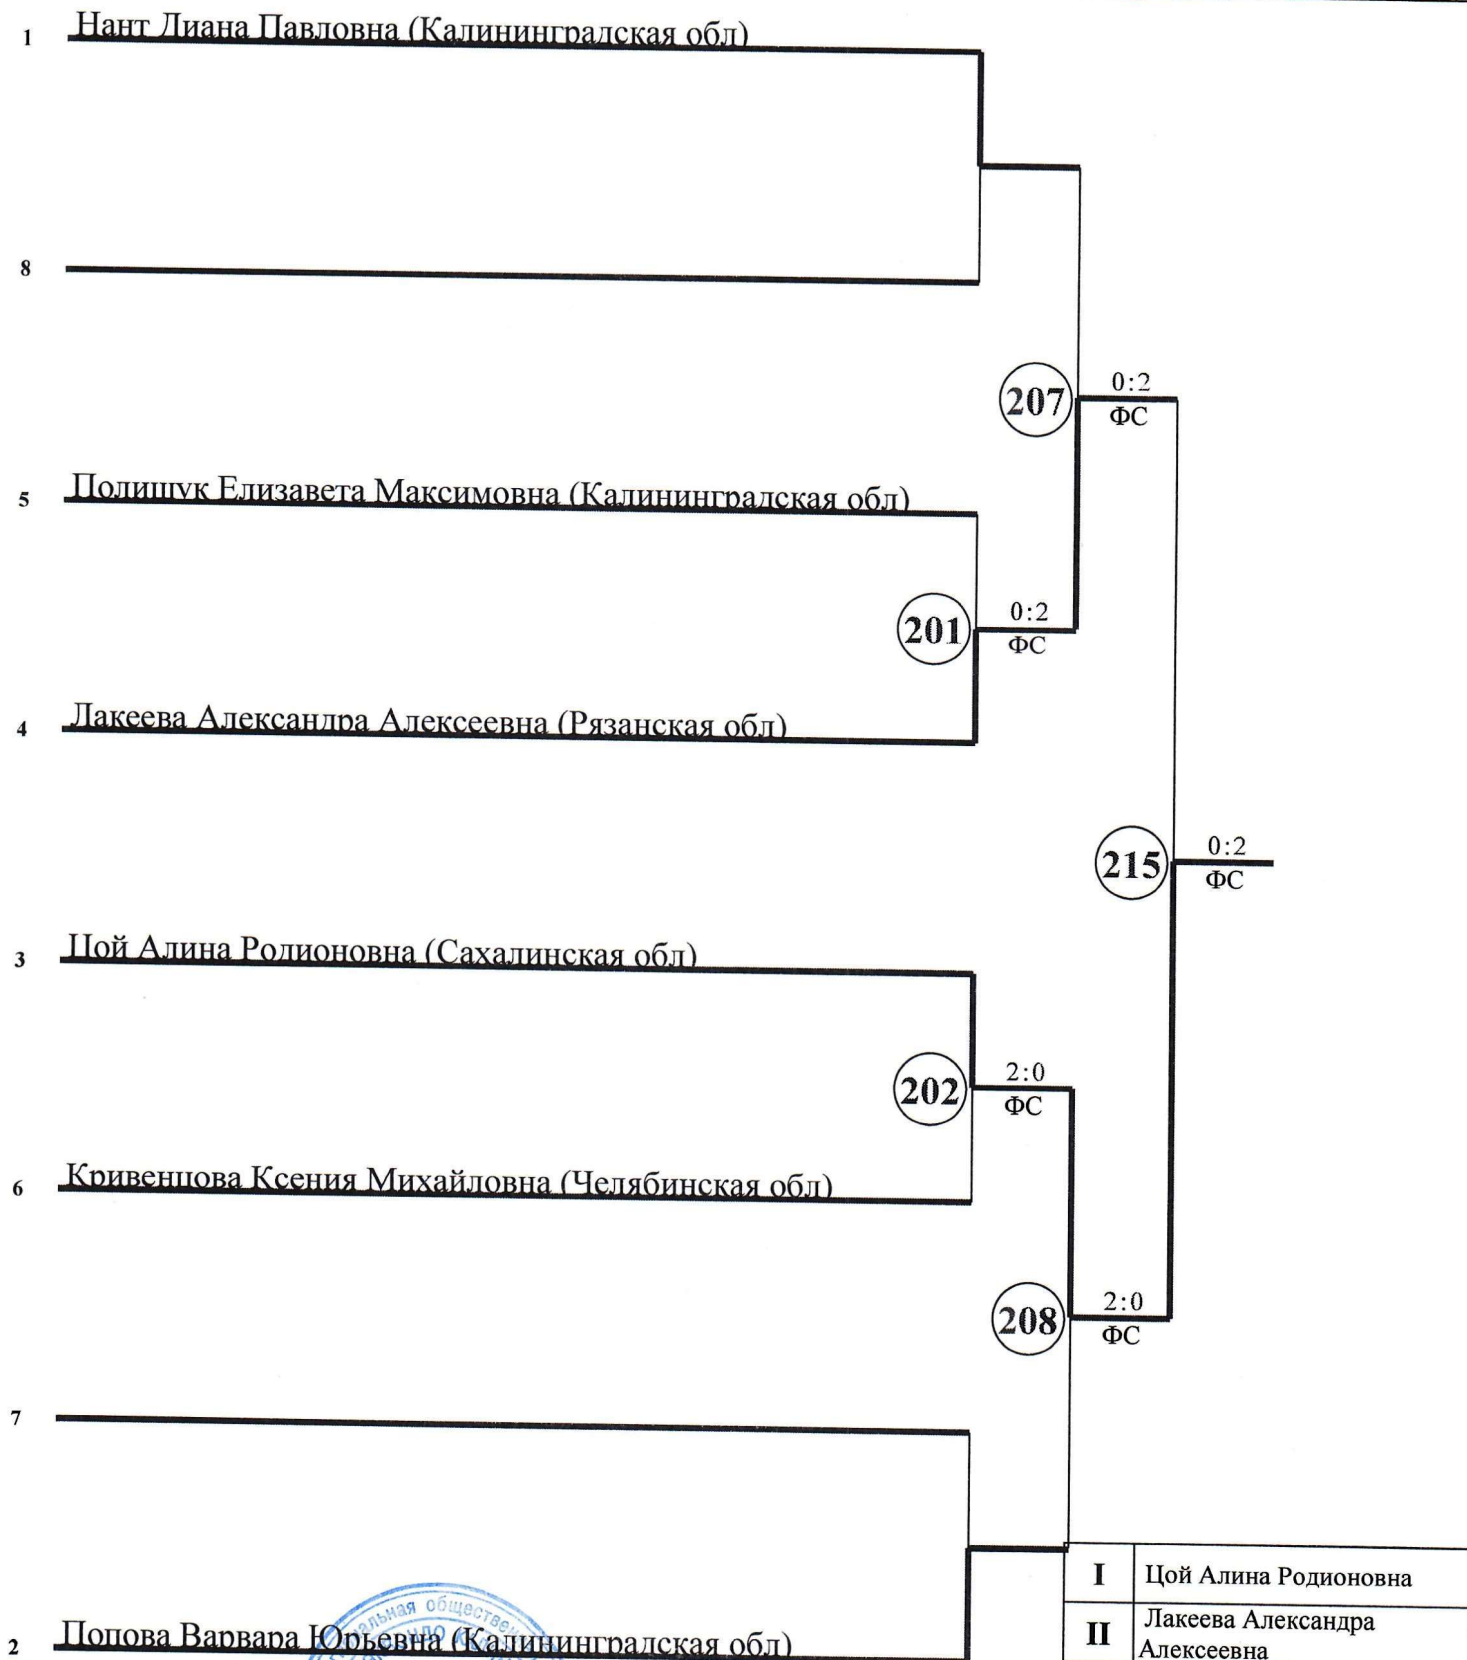 1 Нант Диана Павловна (Калининградская обл)
8
207 0:2
ФС
5 Полищук Елизавета Максимовна (Калининградская обл)
201 0:2
ФС
4 Лакеева Александра Алексеевна (Рязанская обл)
215 0:2
ФС
3 Цой Алина Родионовна (Сахалинская обл)
202 2:0
ФС
6 Кривенцова Ксения Михайловна (Челябинская обл)
208 2:0
ФС
7
I Цой Алина Родионовна
II Лакеева Александра
Алексеевна
2 Попова Варвара Юрьевна (Калининградская обл)